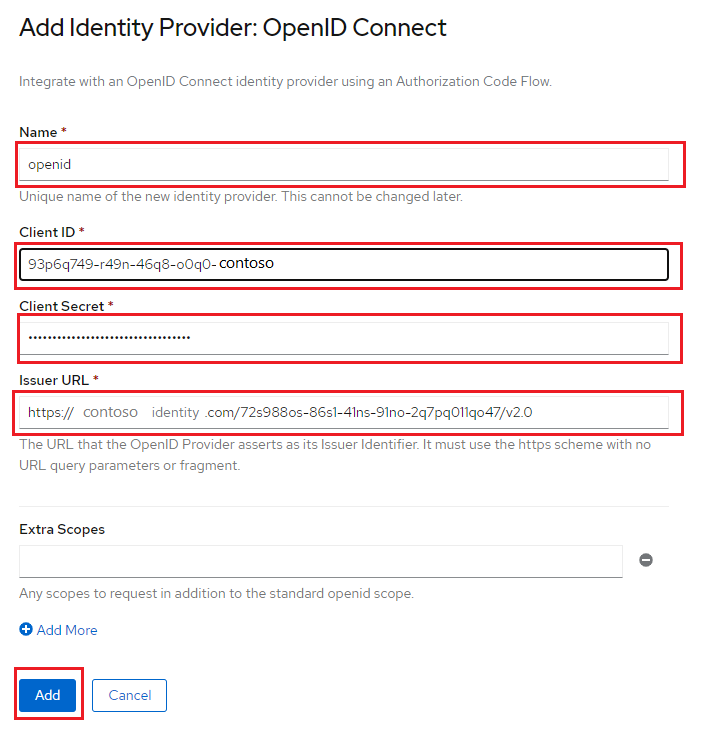 Add Identity Provider: OpenID Connect
Integrate with an OpenID Connect identity provider using an Authorization Code Flow.
Name *
openid
Unique name of the new identity provider. This cannot be changed later.
Client ID *
93p6q749-r49n-46q8-o0q0-contoso
Client Secret *
••••••••••••••••••••••••••••••••••
Issuer URL *
https:// contoso identity .com/72s988os-86s1-41ns-91no-2q7pq011qo47/v2.0
The URL that the OpenID Provider asserts as its Issuer Identifier. It must use the https scheme with no
URL query parameters or fragment.
Extra Scopes
Any scopes to request in addition to the standard openid scope.
Add More
Add Cancel